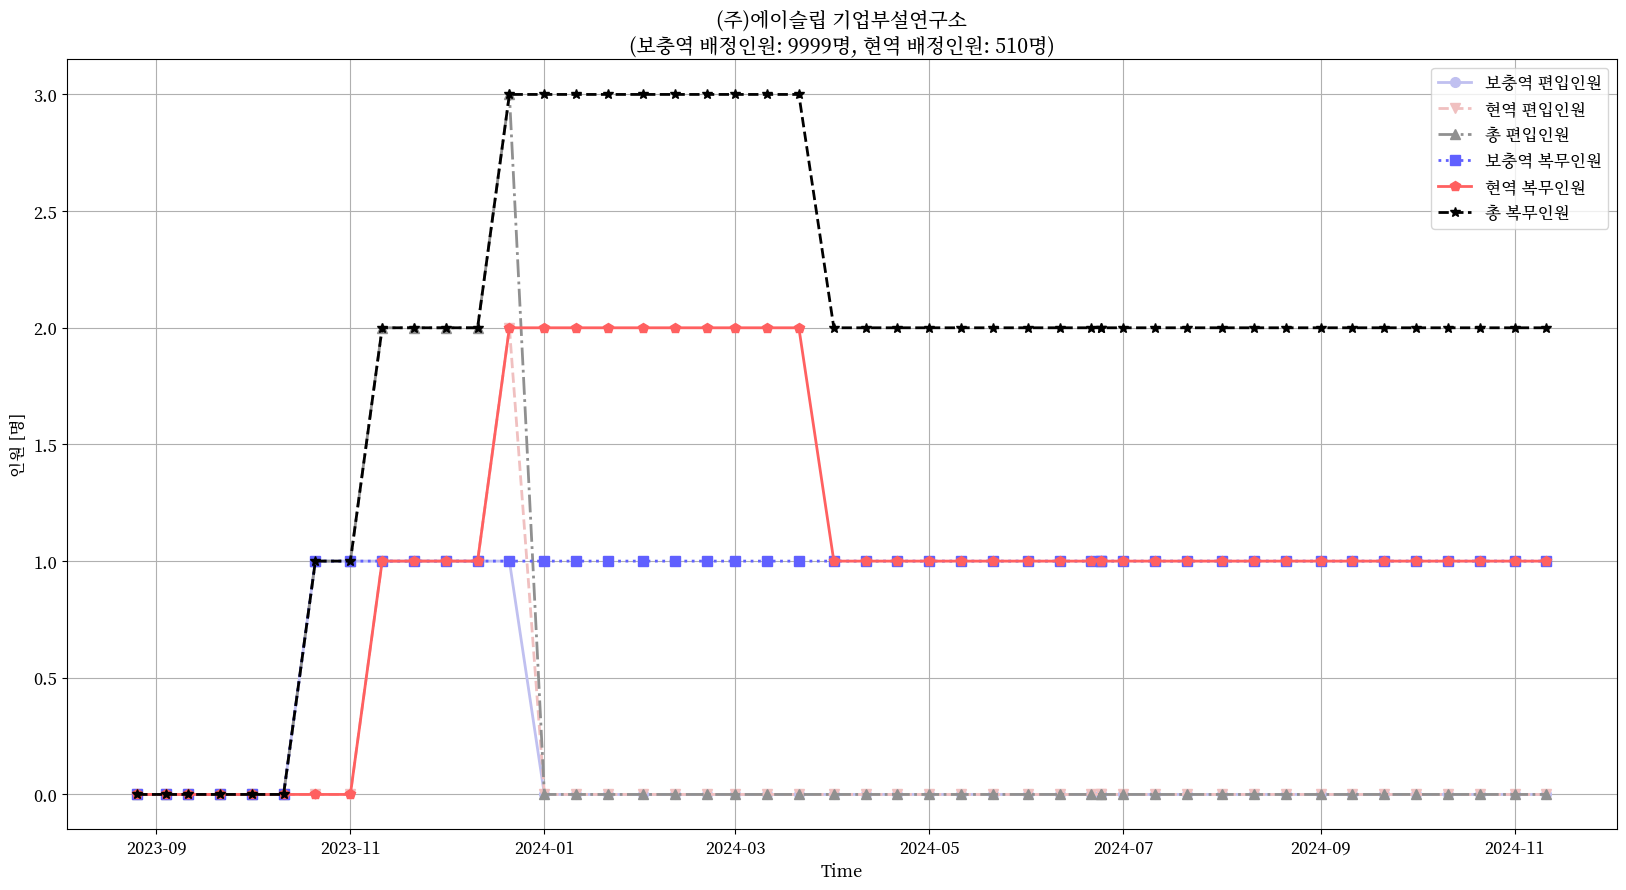 (주)에이슬립 기업부설연구소
(보충역 배정인원: 9999명, 현역 배정인원: 510명)
보충역 편입인원
현역 편입인원
총 편입인원
보충역 복무인원
현역 복무인원
총 복무인원
인원 [명]
3.0
2.5
2.0
1.5
1.0
0.5
0.0
2023-09
2023-11
2024-01
2024-03
2024-05
2024-07
2024-09
2024-11
Time